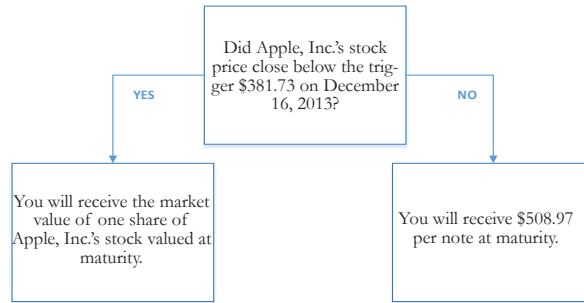 Did Apple, Inc.'s stock
price close below the trig-
ger $381.73 on December
16, 2013?
YES
NO
You will receive the market
value of one share of
Apple, Inc.'s stock valued at
maturity.
You will receive $508.97
per note at maturity.